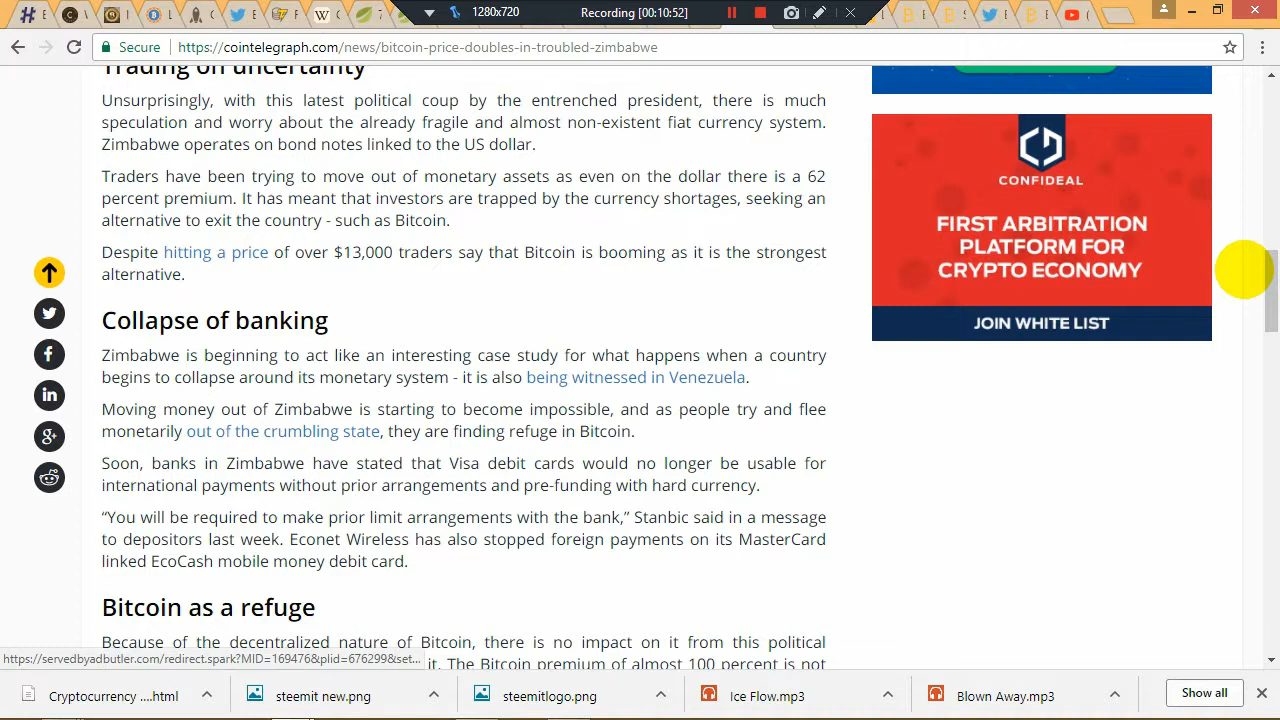 1280x720
Recording [00:10:52]
Secure
https://cointelegraph.com/news/bitcoin-price-doubles-in-troubled-zimbabwe
Trading on uncertainty
Unsurprisingly, with this latest political coup by the entrenched president, there is much
speculation and worry about the already fragile and almost non-existent fiat currency system.
Zimbabwe operates on bond notes linked to the US dollar.
Traders have been trying to move out of monetary assets as even on the dollar there is a 62
percent premium. It has meant that investors are trapped by the currency shortages, seeking an
alternative to exit the country - such as Bitcoin.
Despite hitting a price of over $13,000 traders say that Bitcoin is booming as it is the strongest
alternative.
Collapse of banking
Zimbabwe is beginning to act like an interesting case study for what happens when a country
begins to collapse around its monetary system - it is also being witnessed in Venezuela.
Moving money out of Zimbabwe is starting to become impossible, and as people try and flee
monetarily out of the crumbling state, they are finding refuge in Bitcoin.
Soon, banks in Zimbabwe have stated that Visa debit cards would no longer be usable for
international payments without prior arrangements and pre-funding with hard currency.
“You will be required to make prior limit arrangements with the bank,” Stanbic said in a message
to depositors last week. Econet Wireless has also stopped foreign payments on its MasterCard
linked EcoCash mobile money debit card.
Bitcoin as a refuge
Because of the decentralized nature of Bitcoin, there is no impact on it from this political
it. The Bitcoin premium of almost 100 percent is not
CONFIDEAL
FIRST ARBITRATION
PLATFORM FOR
CRYPTO ECONOMY
JOIN WHITE LIST
https://servedbyadbutler.com/redirect.spark?MID=169476&plid=676299&set...
Cryptocurrency ....html
steemit new.png
steemitlogo.png
Ice Flow.mp3
Blown Away.mp3
Show all